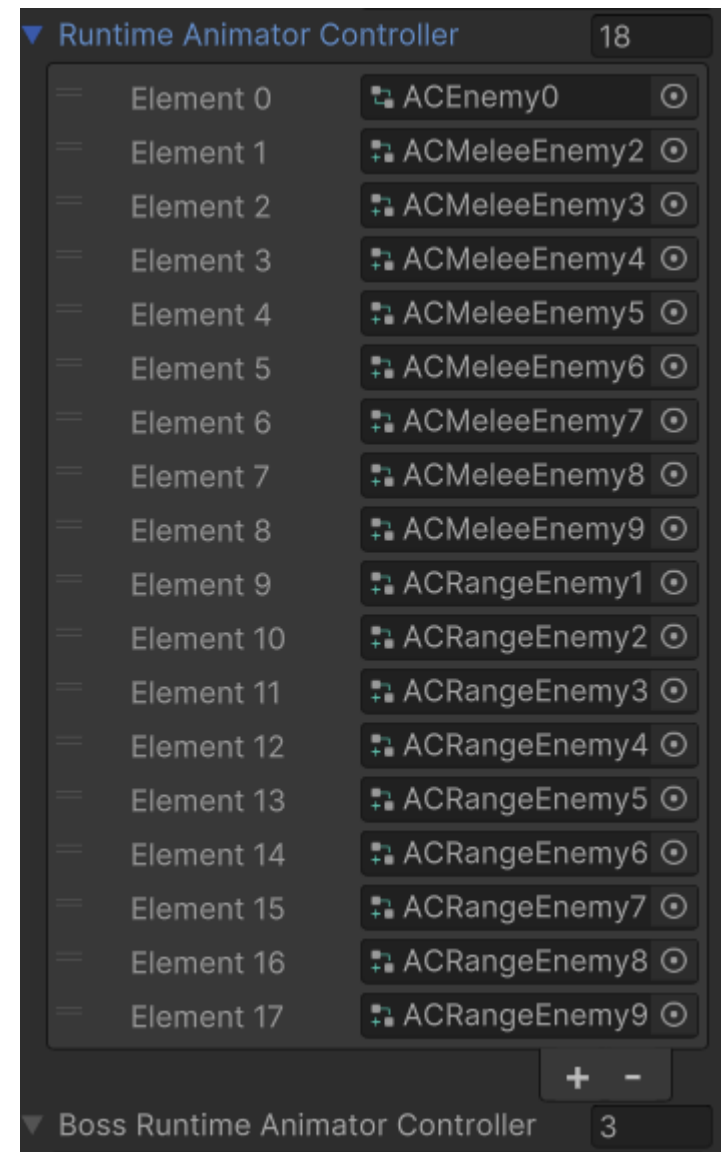 Runtime Animator Controller 18
Element 0 ACEnemy0
Element 1 ACMeleeEnemy2
Element 2 ACMeleeEnemy3
Element 3 ACMeleeEnemy4
Element 4 ACMeleeEnemy5
Element 5 ACMeleeEnemy6
Element 6 ACMeleeEnemy7
Element 7 ACMeleeEnemy8
Element 8 ACMeleeEnemy9
Element 9 ACRangeEnemy1
Element 10 ACRangeEnemy2
Element 11 ACRangeEnemy3
Element 12 ACRangeEnemy4
Element 13 ACRangeEnemy5
Element 14 ACRangeEnemy6
Element 15 ACRangeEnemy7
Element 16 ACRangeEnemy8
Element 17 ACRangeEnemy9
+ -
Boss Runtime Animator Controller 3